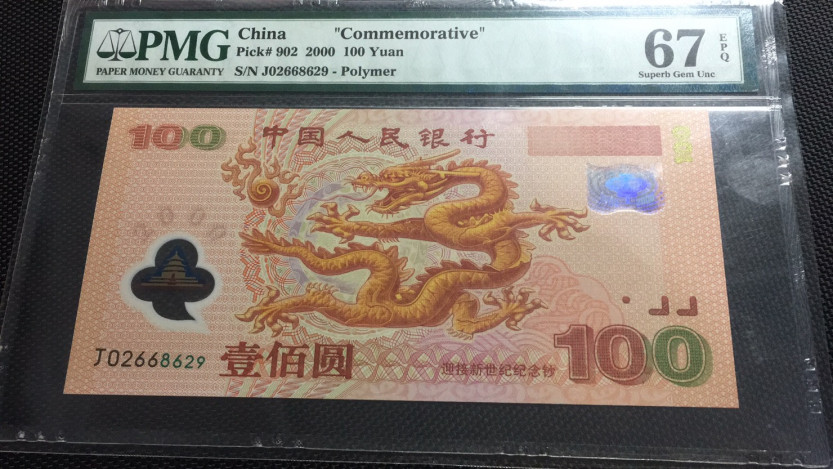 PMG
PAPER MONEY GUARANTY
China "Commemorative"
Pick# 902 2000 100 Yuan
S/N J02668629 - Polymer
67
EPQ
Superb Gem Unc
100
中国人民银行
2000
J02668629
壹佰圆
迎接新世纪纪念钞
100